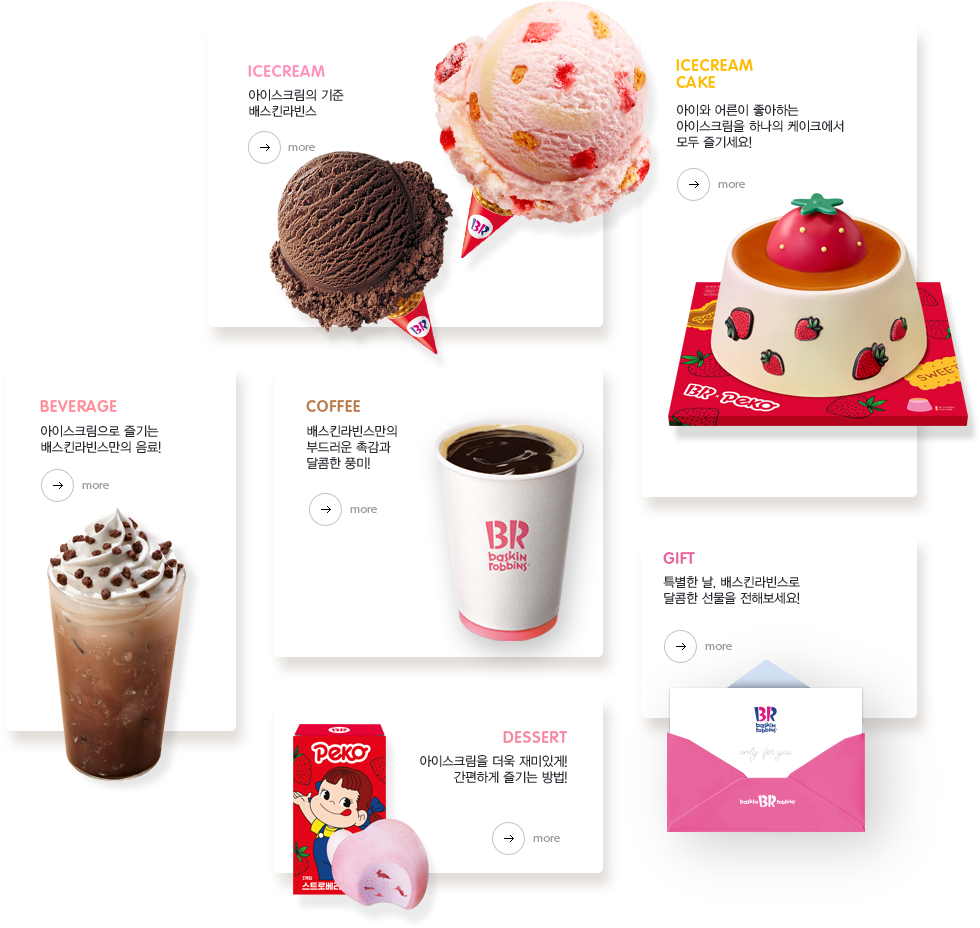 ICECREAM
아이스크림의 기준
배스킨라빈스
more
BR
BR
ICECREAM
CAKE
아이와 어른이 좋아하는
아이스크림을 하나의 케이크에서
모두 즐기세요!
more
SWEET
BR Peko
BEVERAGE
아이스크림으로 즐기는
배스킨라빈스만의 음료!
more
COFFEE
배스킨라빈스만의
부드러운 촉감과
달콤한 풍미!
more
BR
baskin
robbins
GIFT
특별한 날, 배스킨라빈스로
달콤한 선물을 전해보세요!
more
BR
baskin
robbins
only for you
baskin BR robbins
DESSERT
아이스크림을 더욱 재미있게!
간편하게 즐기는 방법!
more
BR
Peko
스트로베리